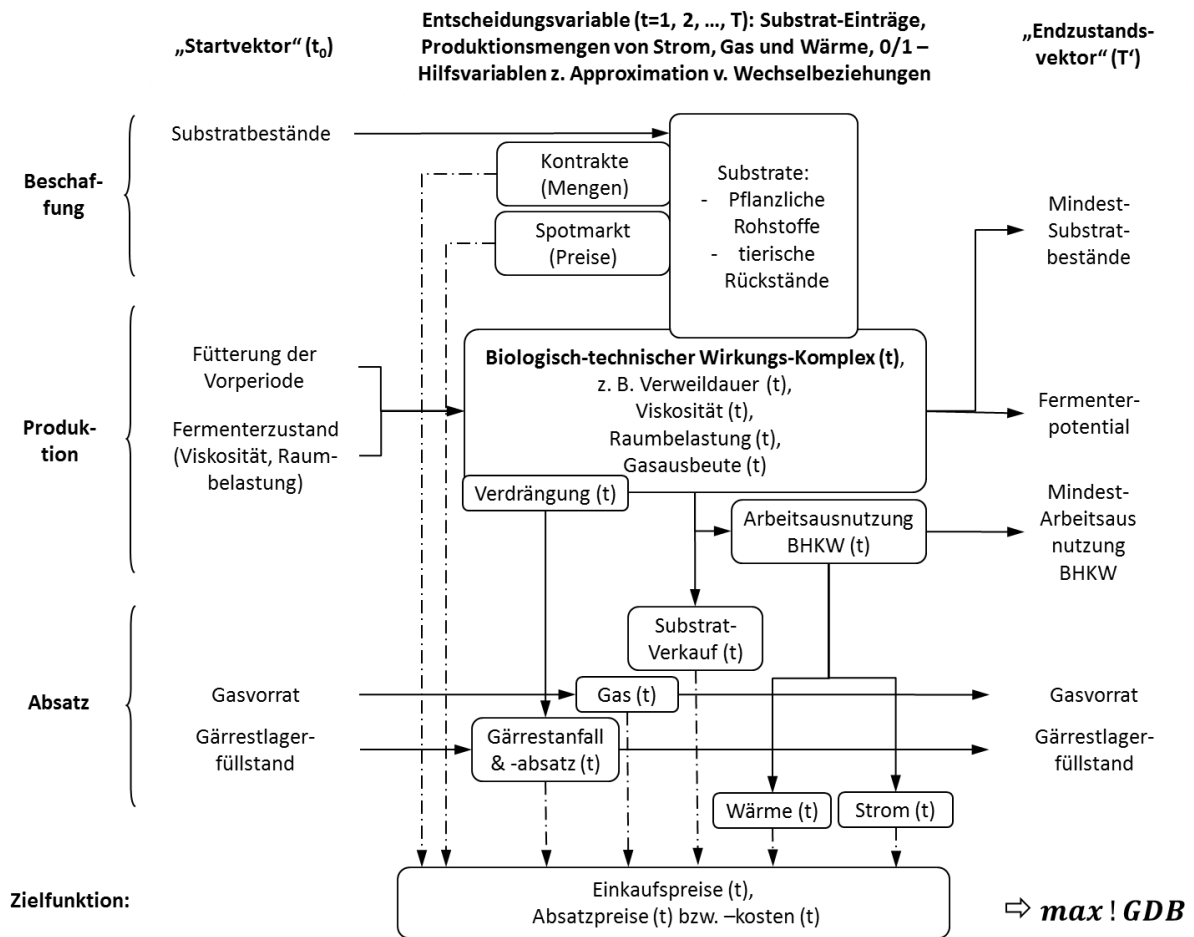 „Startvektor“ (t₀)
Entscheidungsvariable (t=1, 2, …, T): Substrat-Einträge,
Produktionsmengen von Strom, Gas und Wärme, 0/1 –
Hilfsvariablen z. Approximation v. Wechselbeziehungen
„Endzustands-
vektor“ (T‘)
Beschaf-
fung
Substratbestände
Kontrakte
(Mengen)
Spotmarkt
(Preise)
Substrate:
- Pflanzliche
Rohstoffe
- tierische
Rückstände
Mindest-
Substrat-
bestände
Produk-
tion
Fütterung der
Vorperiode
Fermenterzustand
(Viskosität, Raum-
belastung)
Biologisch-technischer Wirkungs-Komplex (t),
z. B. Verweildauer (t),
Viskosität (t),
Raumbelastung (t),
Gasausbeute (t)
Verdrängung (t)
Arbeitsausnutzung
BHKW (t)
Fermenter-
potential
Mindest-
Arbeitsaus
nutzung
BHKW
Absatz
Substrat-
Verkauf (t)
Gasvorrat
Gas (t)
Gasvorrat
Gärrestlager-
füllstand
Gärrestanfall
& -absatz (t)
Gärrestlager-
füllstand
Wärme (t)
Strom (t)
Zielfunktion:
Einkaufspreise (t),
Absatzpreise (t) bzw. –kosten (t)
⇨ max ! GDB